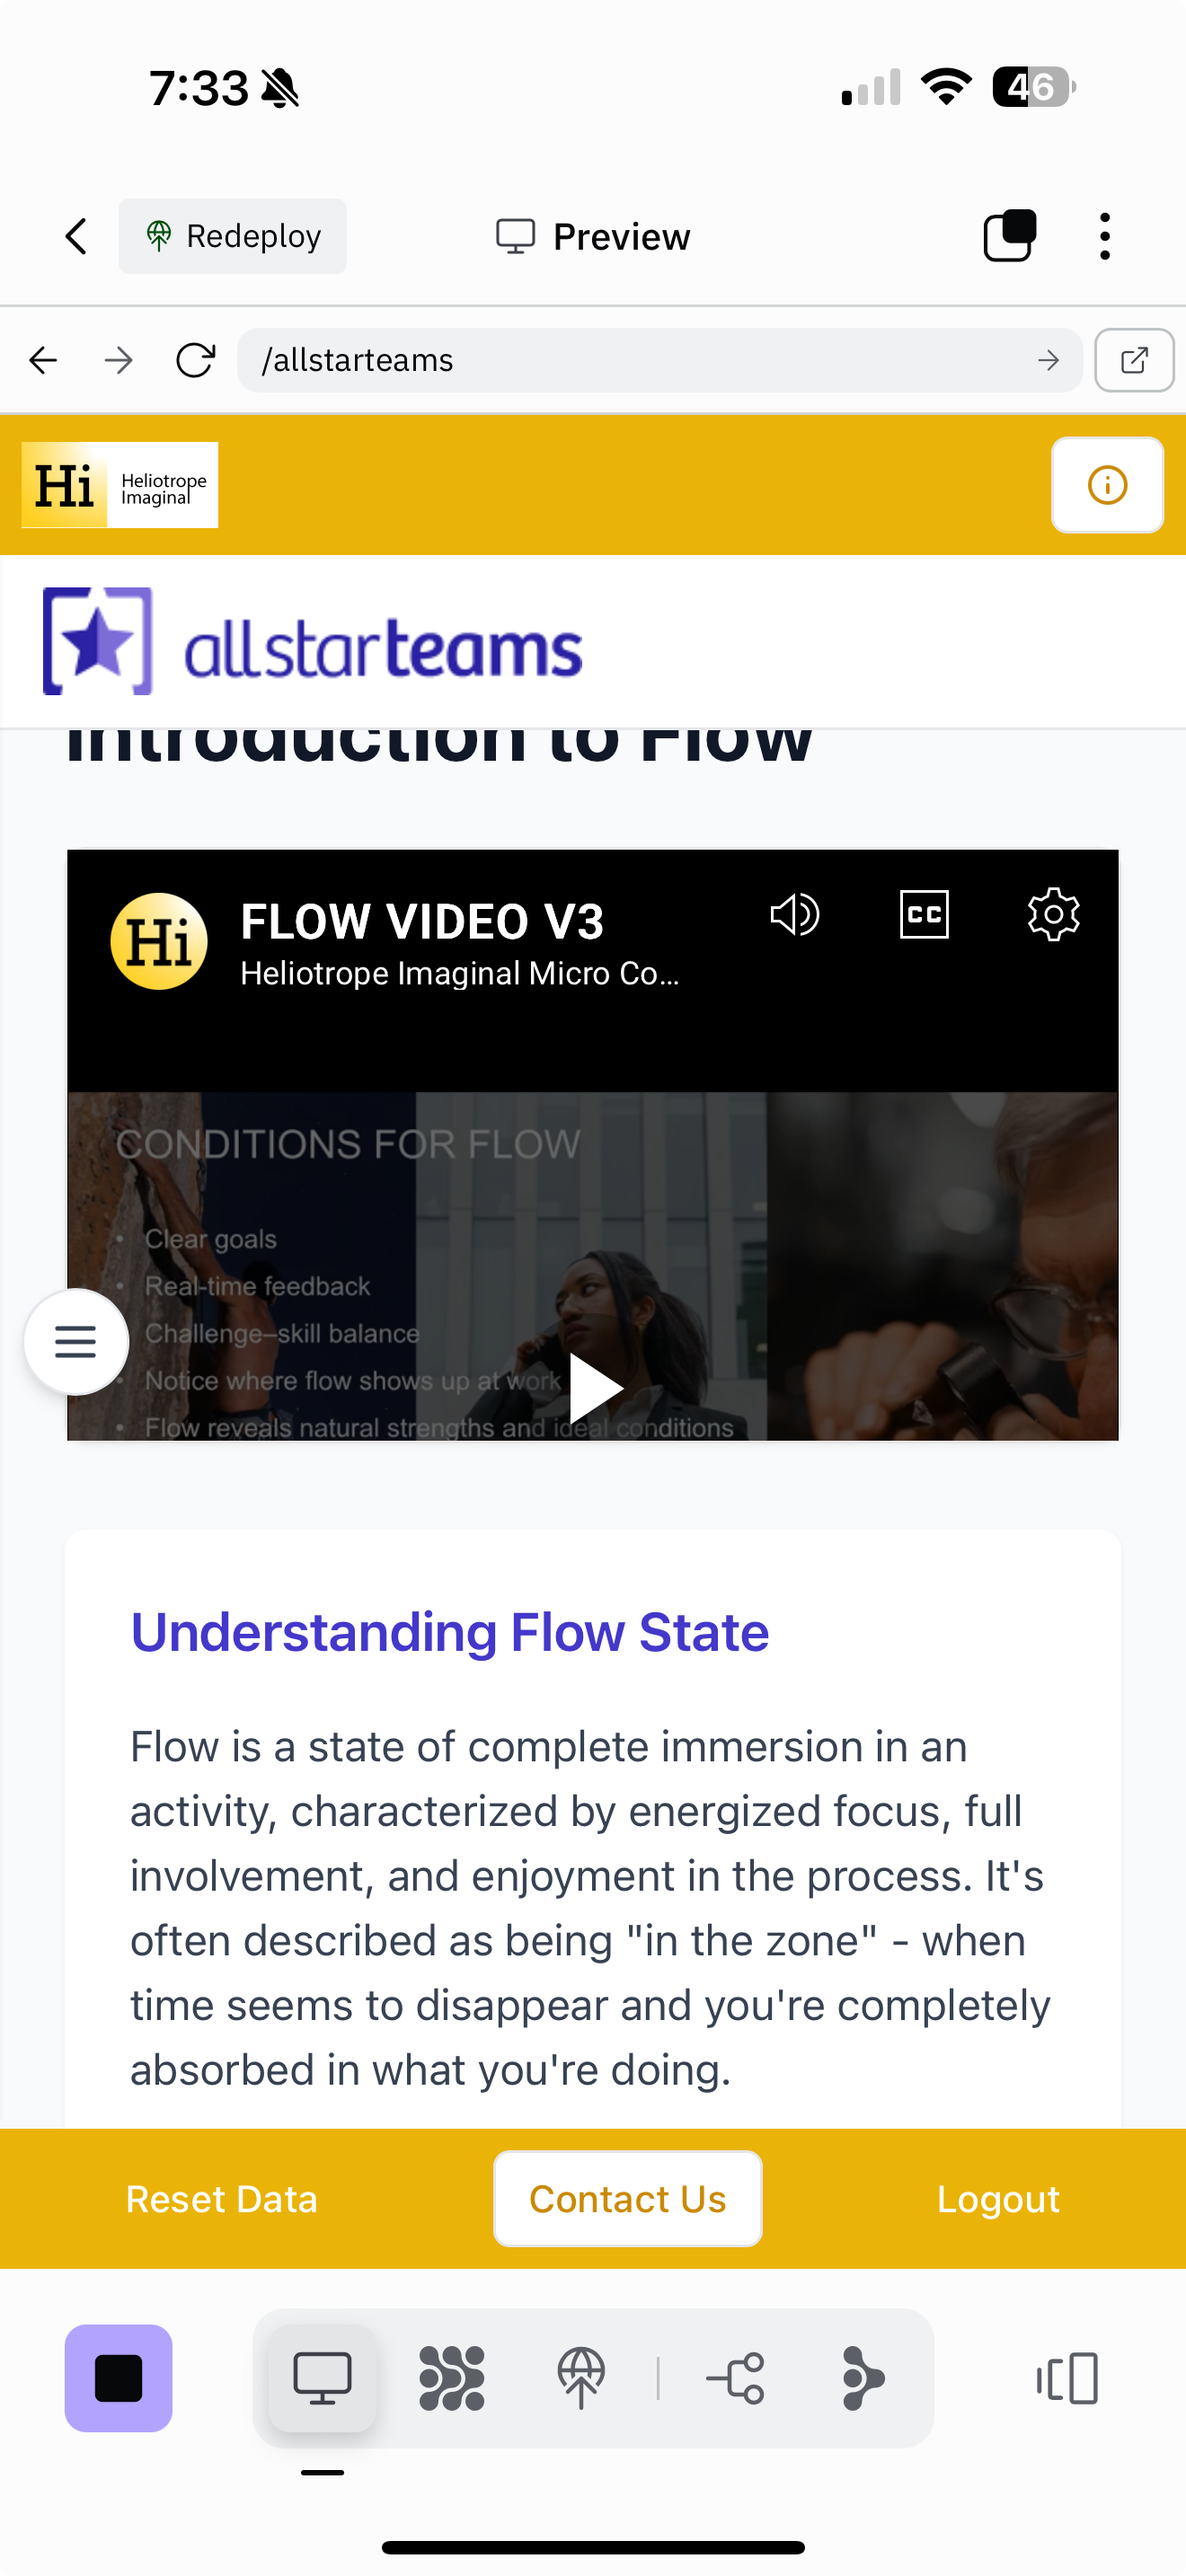 7:33
46
Redeploy
Preview
/allstarteams
Hi Heliotrope
Imaginal
allstarteams
Introduction to Flow
Hi
FLOW VIDEO V3
CC
Heliotrope Imaginal Micro Co...
CONDITIONS FOR FLOW
• Clear goals
• Real-time feedback
• Challenge–skill balance
• Notice where flow shows up at work
• Flow reveals natural strengths and ideal conditions
Understanding Flow State
Flow is a state of complete immersion in an
activity, characterized by energized focus, full
involvement, and enjoyment in the process. It's
often described as being "in the zone" - when
time seems to disappear and you're completely
absorbed in what you're doing.
Reset Data
Contact Us
Logout